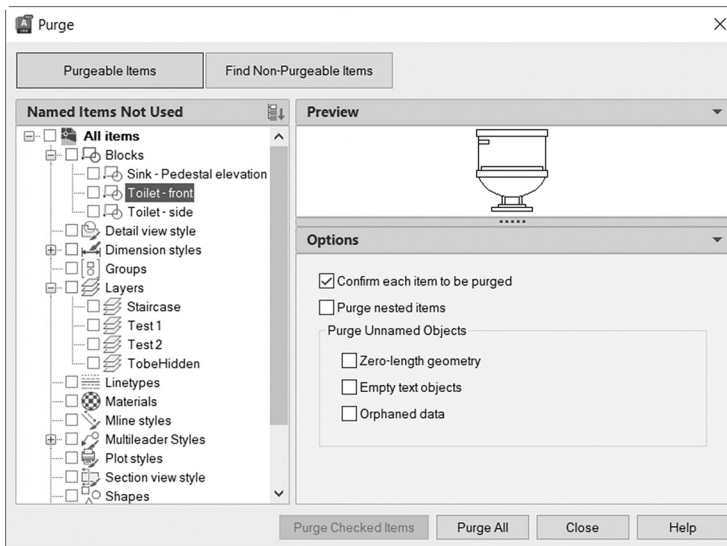 Purge
Purgeable Items
Find Non-Purgeable Items
Named Items Not Used
All items
Blocks
Sink - Pedestal elevation
Toilet - front
Toilet - side
Detail view style
Dimension styles
Groups
Layers
Staircase
Test 1
Test 2
TobeHidden
Linetypes
Materials
Mline styles
Multileader Styles
Plot styles
Section view style
Shapes
Preview
Options
Confirm each item to be purged
Purge nested items
Purge Unnamed Objects
Zero-length geometry
Empty text objects
Orphaned data
Purge Checked Items
Purge All
Close
Help